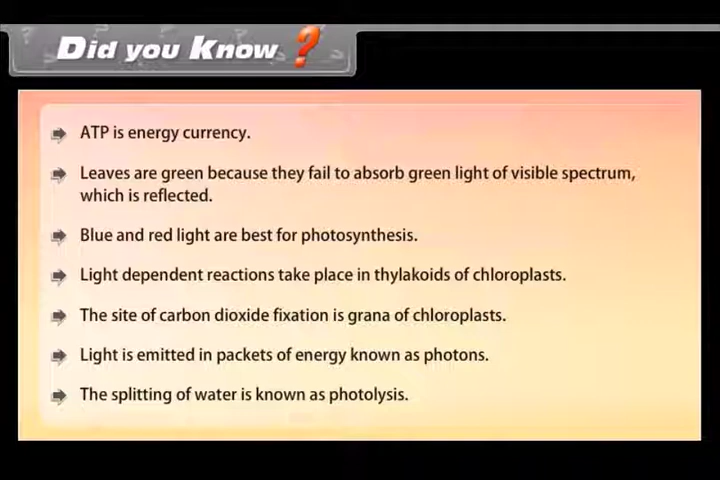 Did you Know ?
ATP is energy currency.
Leaves are green because they fail to absorb green light of visible spectrum,
which is reflected.
Blue and red light are best for photosynthesis.
Light dependent reactions take place in thylakoids of chloroplasts.
The site of carbon dioxide fixation is grana of chloroplasts.
Light is emitted in packets of energy known as photons.
The splitting of water is known as photolysis.